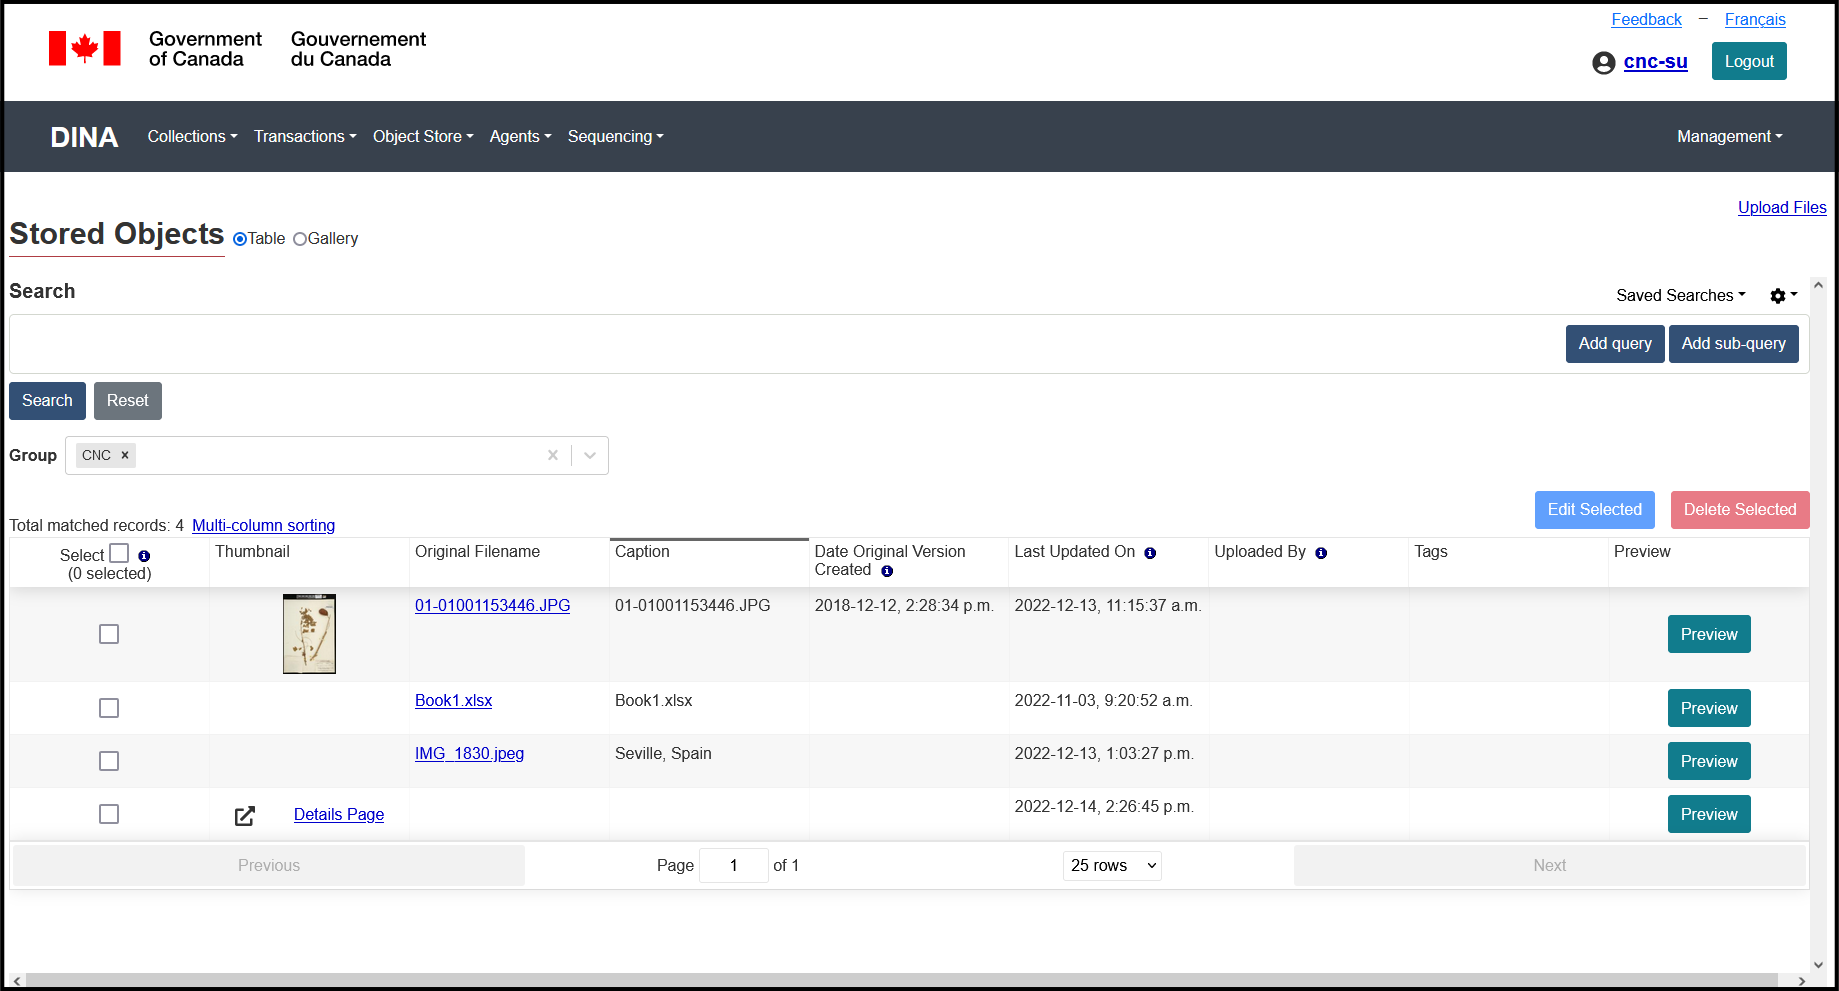 Feedback – Français
Government of Canada
Gouvernement du Canada
cnc-su
Logout
DINA Collections Transactions Object Store Agents Sequencing Management
Upload Files
Stored Objects Table Gallery
Search
Saved Searches
Add query Add sub-query
Search Reset
Group CNC ×
Edit Selected Delete Selected
Total matched records: 4 Multi-column sorting
Select (0 selected) Thumbnail Original Filename Caption Date Original Version Created Last Updated On Uploaded By Tags Preview
01-01001153446.JPG 01-01001153446.JPG 2018-12-12, 2:28:34 p.m. 2022-12-13, 11:15:37 a.m. Preview
Book1.xlsx Book1.xlsx 2022-11-03, 9:20:52 a.m. Preview
IMG_1830.jpeg Seville, Spain 2022-12-13, 1:03:27 p.m. Preview
Details Page 2022-12-14, 2:26:45 p.m. Preview
Previous Page 1 of 1 25 rows Next